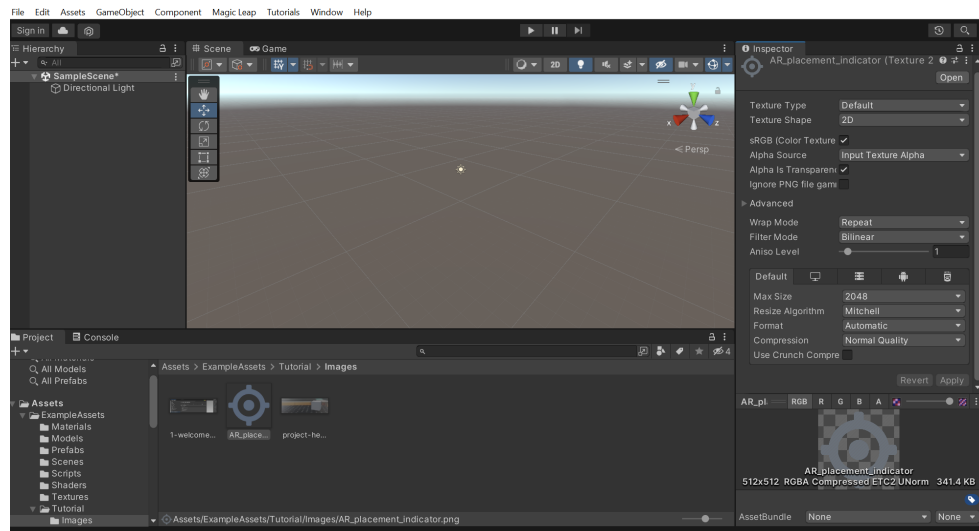 File Edit Assets GameObject Component Magic Leap Tutorials Window Help
Sign in
Hierarchy
All
SampleScene*
Directional Light
Scene Game
2D
Y
x
z
Persp
Inspector
AR_placement_indicator (Texture 2
Open
Texture Type Default
Texture Shape 2D
sRGB (Color Texture
Alpha Source Input Texture Alpha
Alpha Is Transparen
Ignore PNG file gam
Advanced
Wrap Mode Repeat
Filter Mode Bilinear
Aniso Level 1
Default
Max Size 2048
Resize Algorithm Mitchell
Format Automatic
Compression Normal Quality
Use Crunch Compre
Revert Apply
Project Console
4
All Models
All Prefabs
Assets
ExampleAssets
Materials
Models
Prefabs
Scenes
Scripts
Shaders
Textures
Tutorial
Images
Assets > ExampleAssets > Tutorial > Images
1-welcome... AR_place... project-he...
Assets/ExampleAssets/Tutorial/Images/AR_placement_indicator.png
AR_pl RGB R G B A
AR_placement_indicator
512x512 RGBA Compressed ETC2 UNorm 341.4 KB
AssetBundle None None